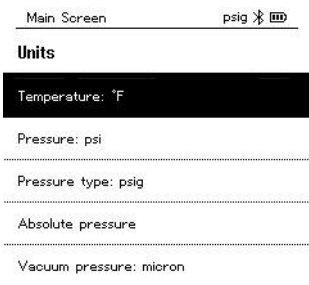 Main Screen psig
Units
Temperature: °F
Pressure: psi
Pressure type: psig
Absolute pressure
Vacuum pressure: micron